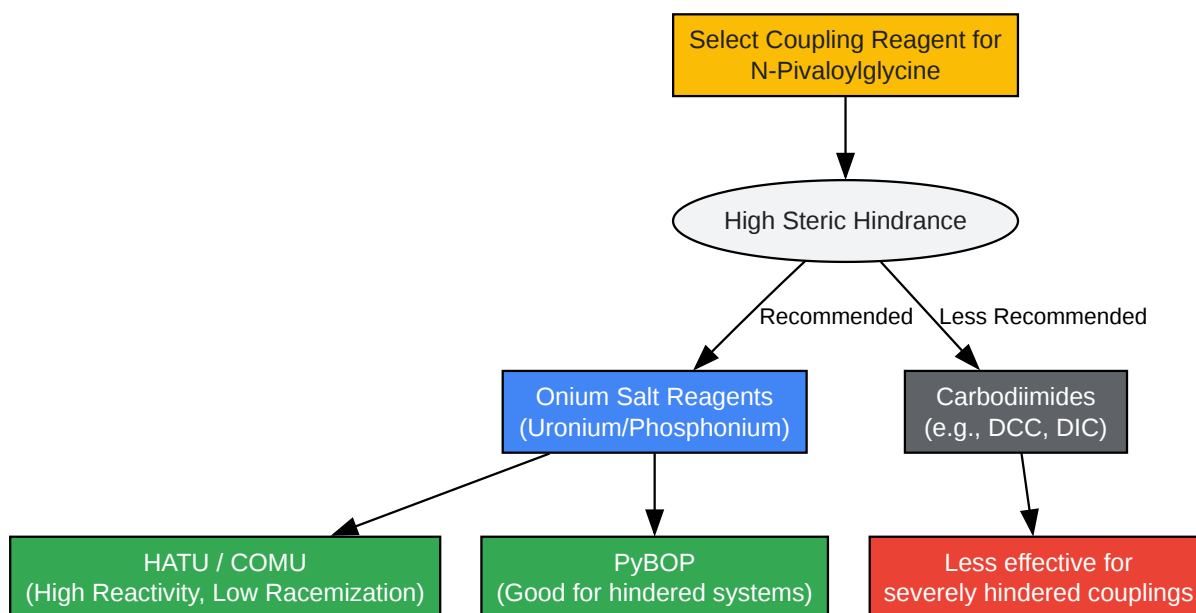 Select Coupling Reagent for
N-Pivaloylglycine
High Steric Hindrance
Recommended
Less Recommended
Onium Salt Reagents
(Uronium/Phosphonium)
Carbodiimides
(e.g., DCC, DIC)
HATU / COMU
(High Reactivity, Low Racemization)
PyBOP
(Good for hindered systems)
Less effective for
severely hindered couplings